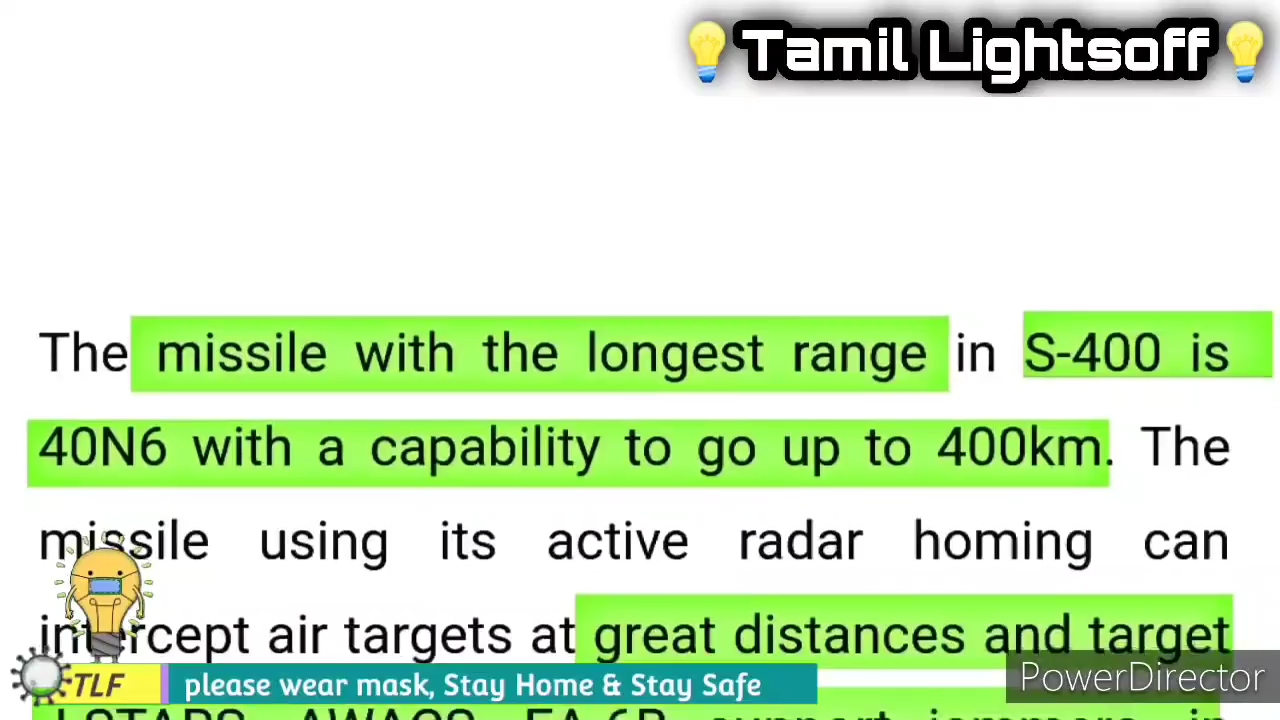 Tamil Lightsoff
The missile with the longest range in S-400 is
40N6 with a capability to go up to 400km. The
missile using its active radar homing can
intercept air targets at great distances and target
TLF please wear mask, Stay Home & Stay Safe
PowerDirector
AWACS